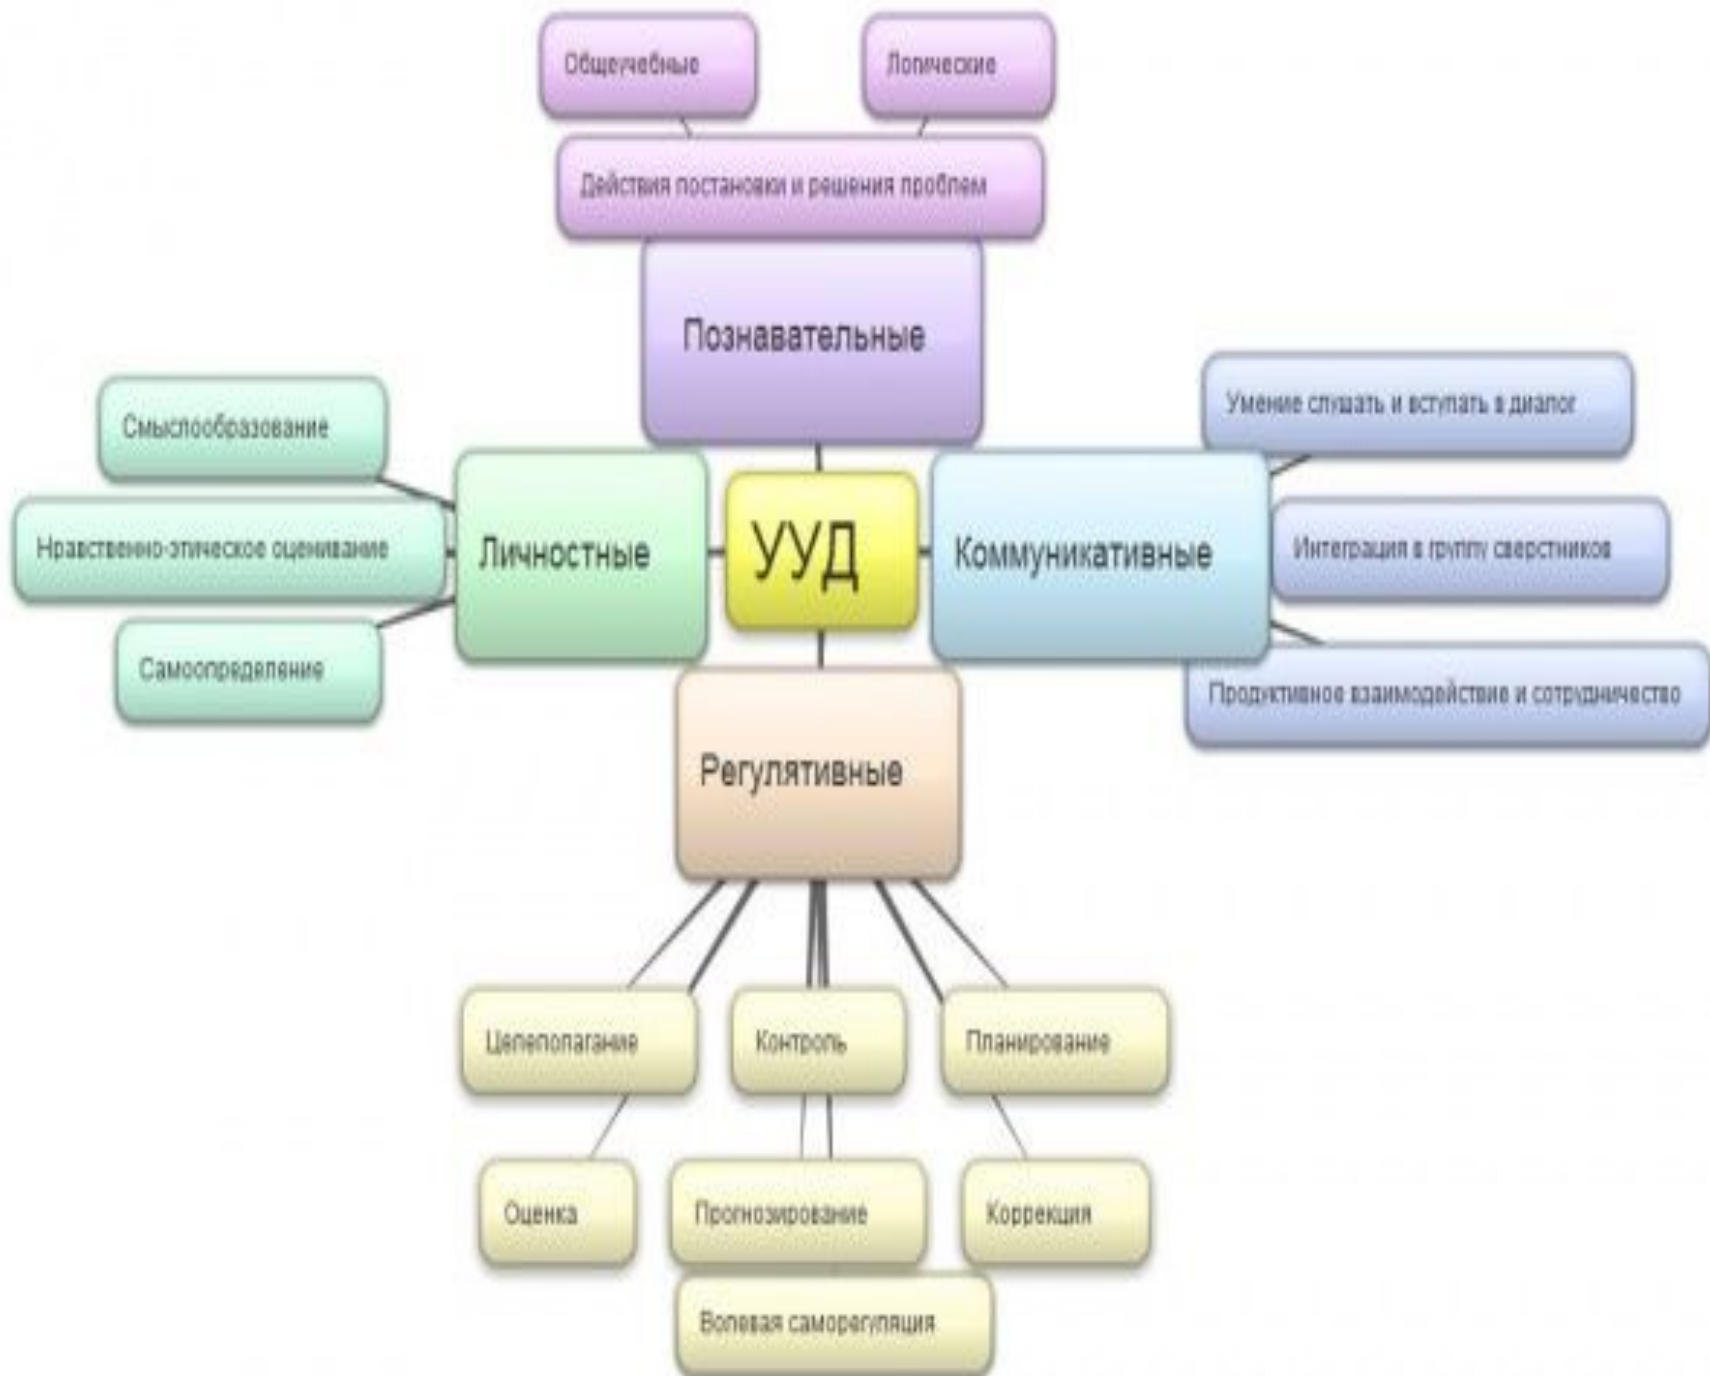 Общеучебные
Логические
Действия постановки и решения проблем
Познавательные
Смыслообразование
Нравственно-этическое оценивание
Самоопределение
Личностные
УУД
Коммуникативные
Умение слушать и вступать в диалог
Интеграция в группу сверстников
Продуктивное взаимодействие и сотрудничество
Регулятивные
Целеполагание
Контроль
Планирование
Оценка
Прогнозирование
Коррекция
Волевая саморегуляция